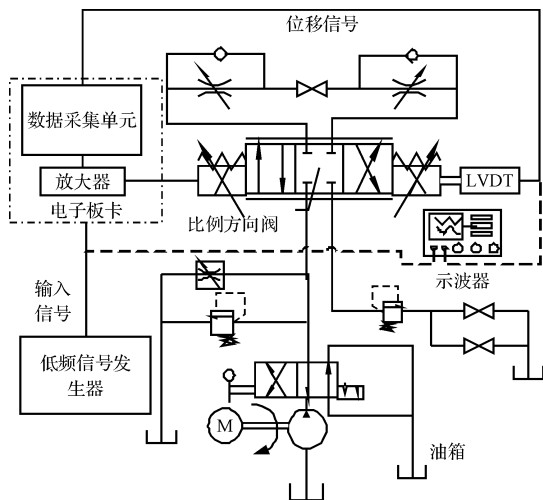 位移信号
数据采集单元
放大器
电子板卡
LVDT
比例方向阀
示波器
输入
信号
低频信号发
生器
M
油箱